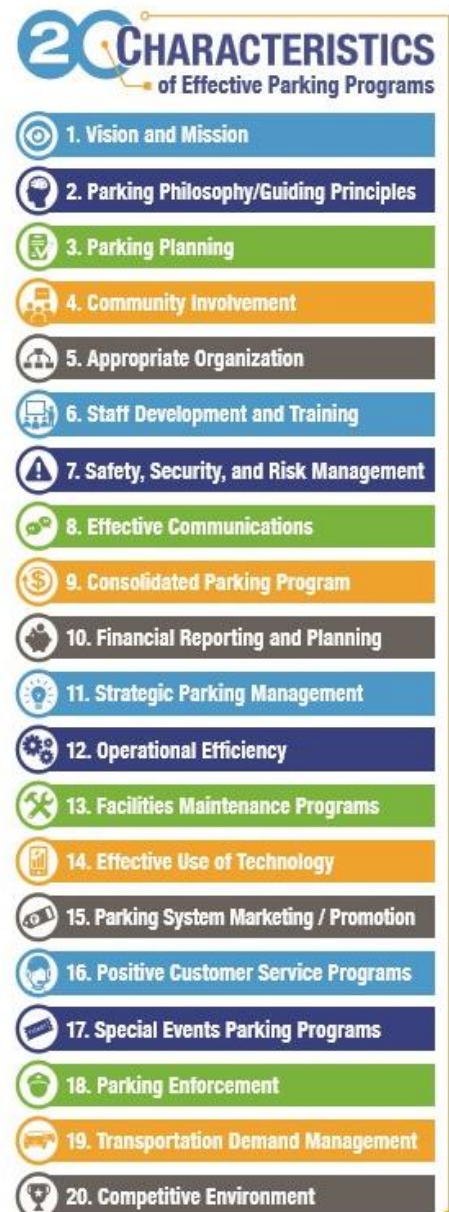 20 CHARACTERISTICS
of Effective Parking Programs
1. Vision and Mission
2. Parking Philosophy/Guiding Principles
3. Parking Planning
4. Community Involvement
5. Appropriate Organization
6. Staff Development and Training
7. Safety, Security, and Risk Management
8. Effective Communications
9. Consolidated Parking Program
10. Financial Reporting and Planning
11. Strategic Parking Management
12. Operational Efficiency
13. Facilities Maintenance Programs
14. Effective Use of Technology
15. Parking System Marketing / Promotion
16. Positive Customer Service Programs
17. Special Events Parking Programs
18. Parking Enforcement
19. Transportation Demand Management
20. Competitive Environment